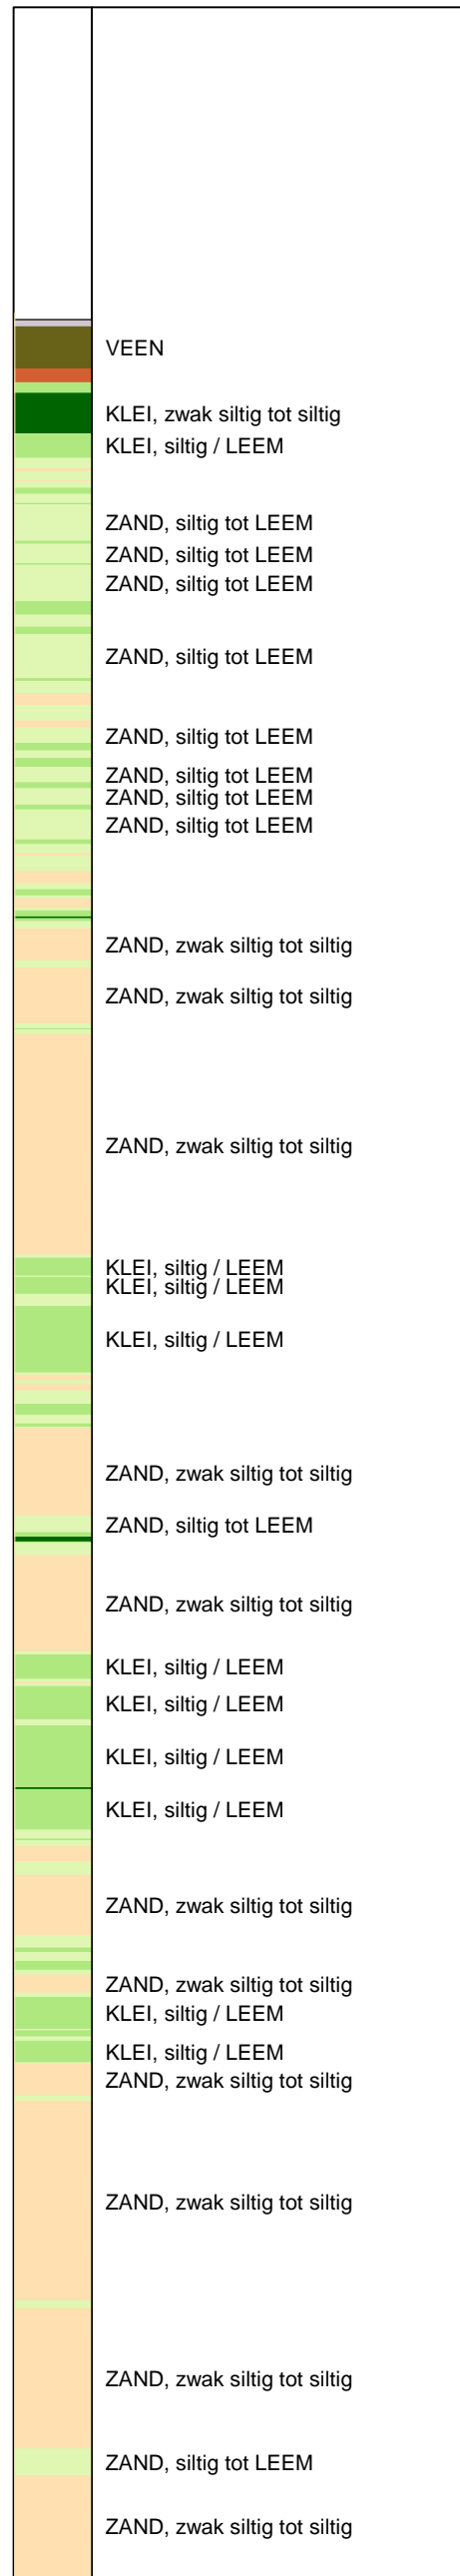 VEEN
KLEI, zwak siltig tot siltig
KLEI, siltig / LEEM
ZAND, siltig tot LEEM
ZAND, siltig tot LEEM
ZAND, siltig tot LEEM
ZAND, siltig tot LEEM
ZAND, siltig tot LEEM
ZAND, siltig tot LEEM
ZAND, siltig tot LEEM
ZAND, siltig tot LEEM
ZAND, zwak siltig tot siltig
ZAND, zwak siltig tot siltig
ZAND, zwak siltig tot siltig
KLEI, siltig / LEEM
KLEI, siltig / LEEM
KLEI, siltig / LEEM
ZAND, zwak siltig tot siltig
ZAND, siltig tot LEEM
ZAND, zwak siltig tot siltig
KLEI, siltig / LEEM
KLEI, siltig / LEEM
KLEI, siltig / LEEM
KLEI, siltig / LEEM
ZAND, zwak siltig tot siltig
ZAND, zwak siltig tot siltig
KLEI, siltig / LEEM
KLEI, siltig / LEEM
ZAND, zwak siltig tot siltig
ZAND, zwak siltig tot siltig
ZAND, zwak siltig tot siltig
ZAND, siltig tot LEEM
ZAND, zwak siltig tot siltig